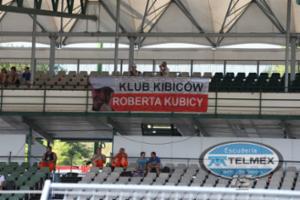 KLUB KIBICÓW
ROBERTA KUBICY
Escudería
TELMEX